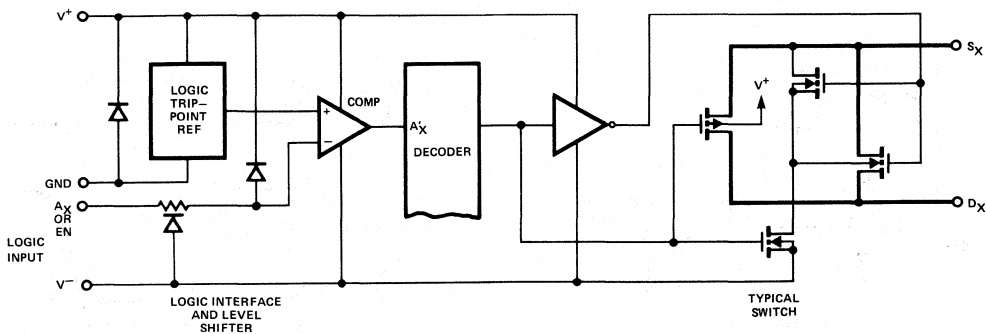 V+
LOGIC
TRIP–
POINT
REF
COMP
+
–
A'X
DECODER
V+
SX
GND
AX
OR
EN
LOGIC
INPUT
DX
V–
LOGIC INTERFACE
AND LEVEL
SHIFTER
TYPICAL
SWITCH